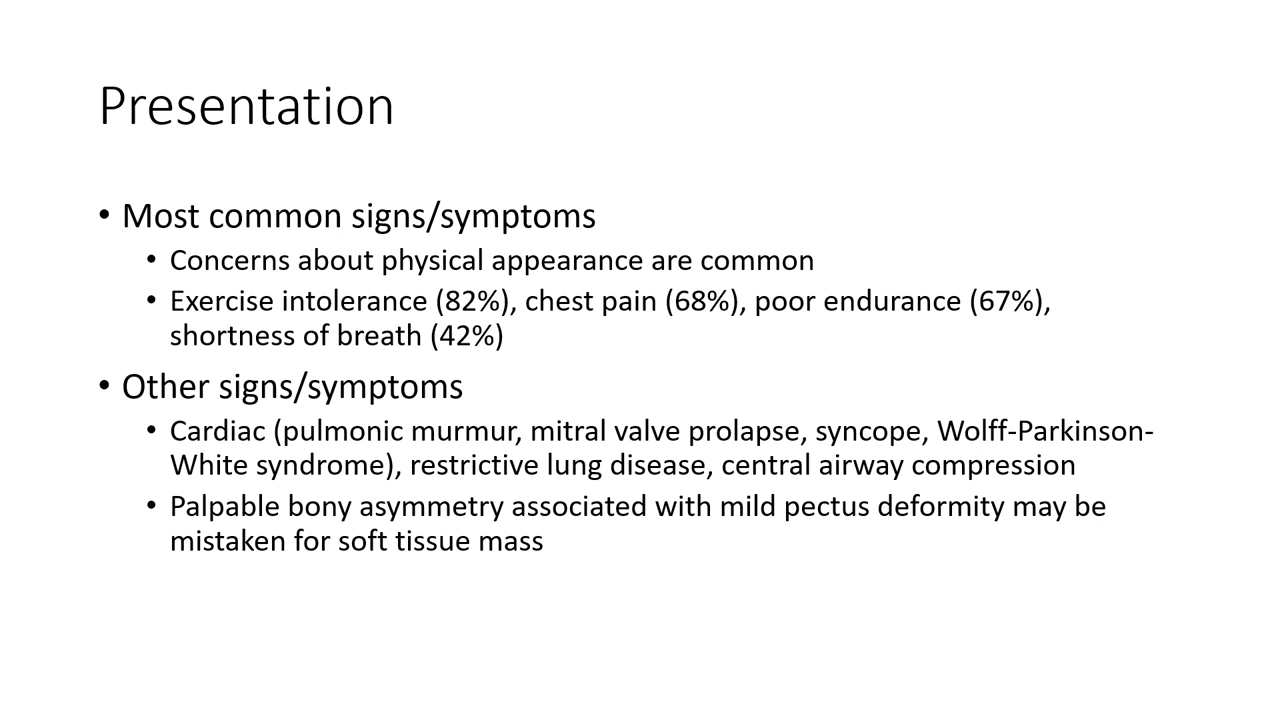 Presentation
• Most common signs/symptoms
• Concerns about physical appearance are common
• Exercise intolerance (82%), chest pain (68%), poor endurance (67%),
shortness of breath (42%)
• Other signs/symptoms
• Cardiac (pulmonic murmur, mitral valve prolapse, syncope, Wolff-Parkinson-
White syndrome), restrictive lung disease, central airway compression
• Palpable bony asymmetry associated with mild pectus deformity may be
mistaken for soft tissue mass